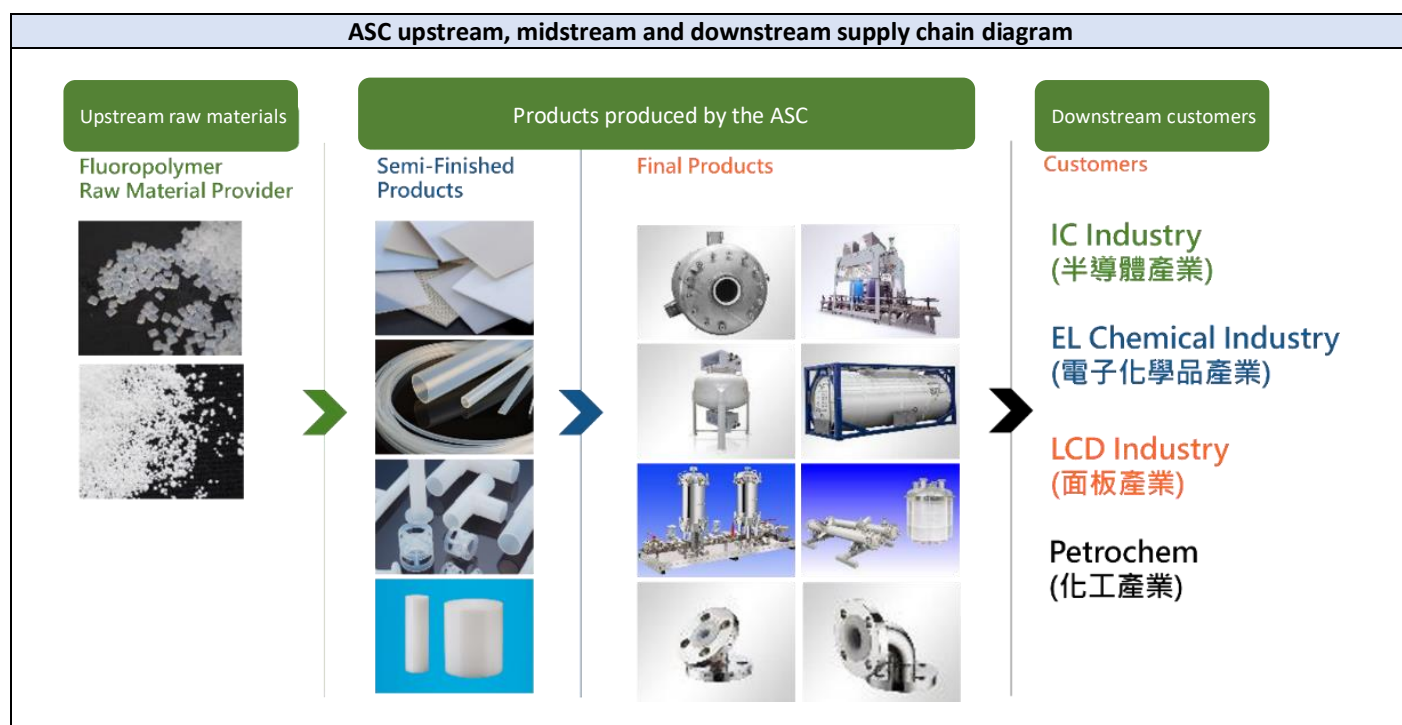 ASC upstream, midstream and downstream supply chain diagram
Upstream raw materials
Products produced by the ASC
Downstream customers
Fluoropolymer
Raw Material Provider
Semi-Finished
Products
Final Products
Customers
IC Industry
(半導體產業)
EL Chemical Industry
(電子化學品產業)
LCD Industry
(面板產業)
Petrochem
(化工產業)